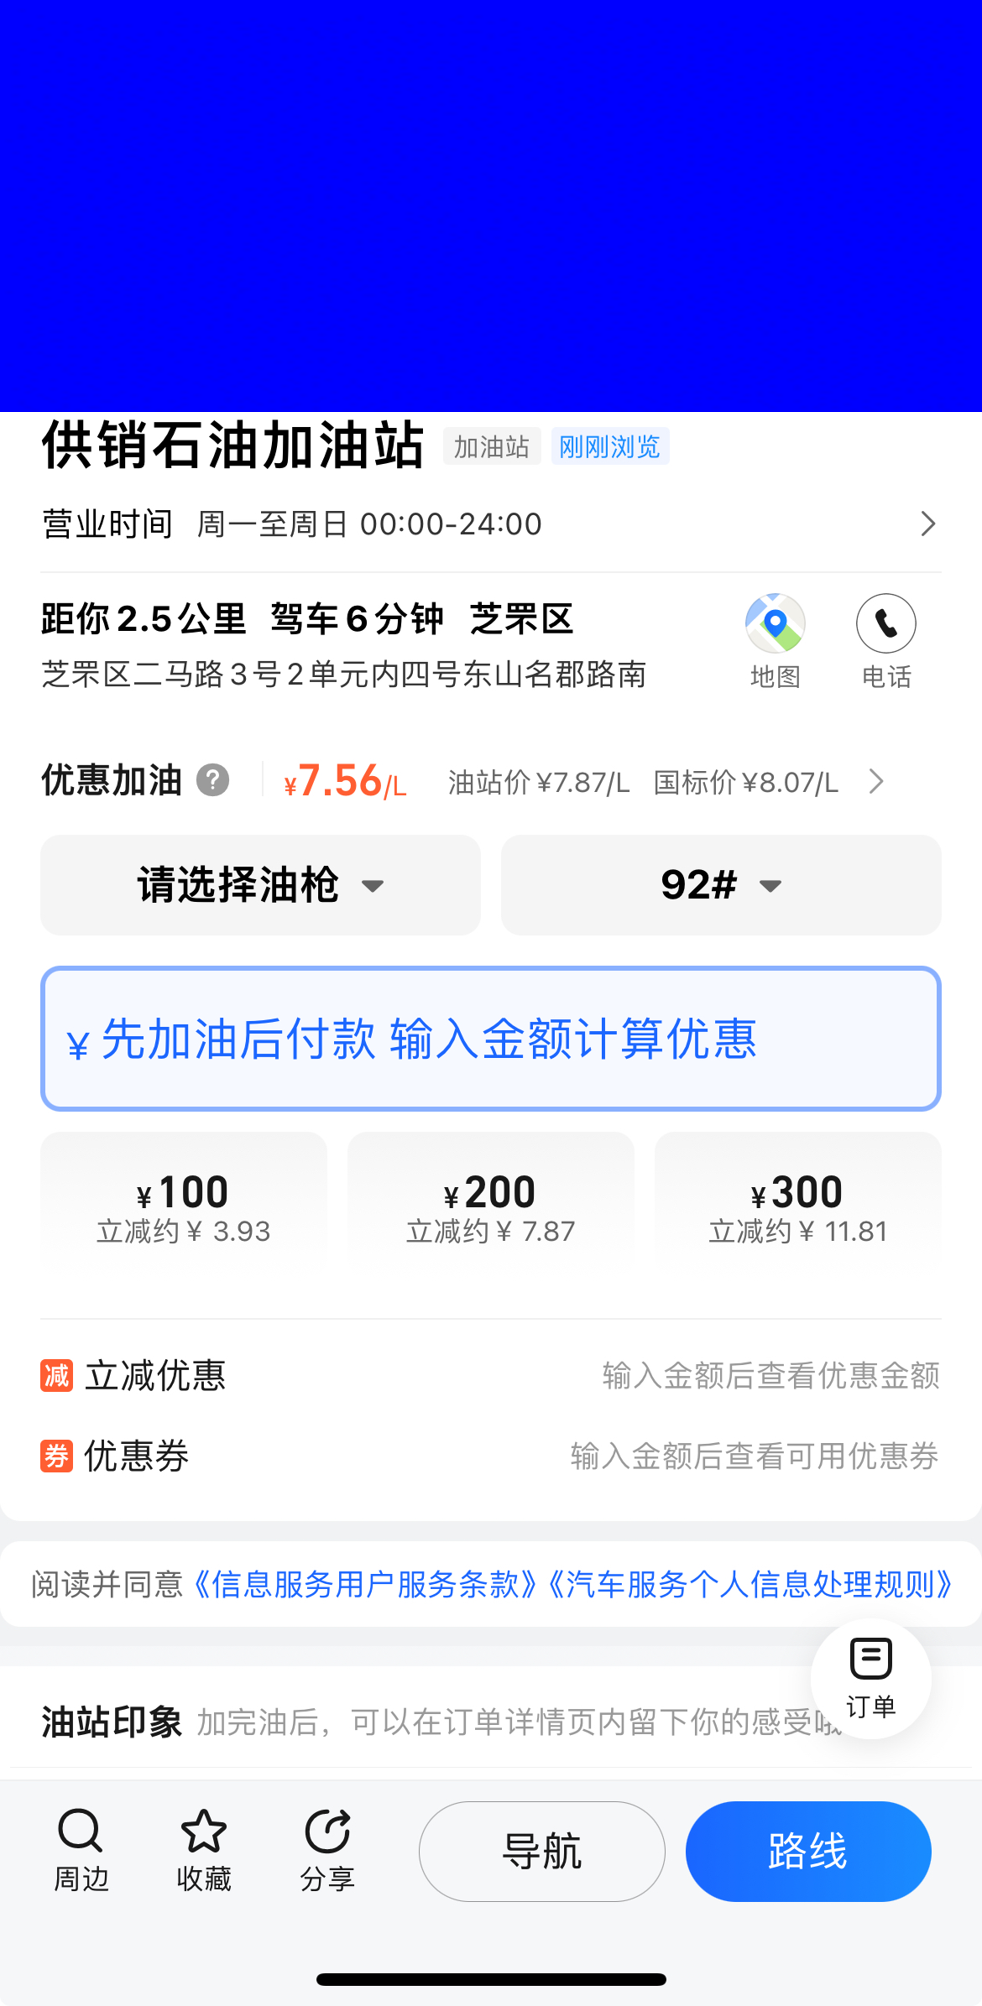 供销石油加油站 加油站 刚刚浏览
营业时间 周一至周日 00:00-24:00
距你2.5公里 驾车6分钟 芝罘区
芝罘区二马路3号2单元内四号东山名郡路南
地图 电话
优惠加油 ? ¥7.56/L 油站价¥7.87/L 国标价¥8.07/L
请选择油枪 92#
¥ 先加油后付款 输入金额计算优惠
¥100 ¥200 ¥300
立减约¥ 3.93 立减约¥ 7.87 立减约¥ 11.81
减 立减优惠 输入金额后查看优惠金额
券 优惠券 输入金额后查看可用优惠券
阅读并同意《信息服务用户服务条款》《汽车服务个人信息处理规则》
油站印象 加完油后，可以在订单详情页内留下你的感受哦
订单
周边 收藏 分享 导航 路线